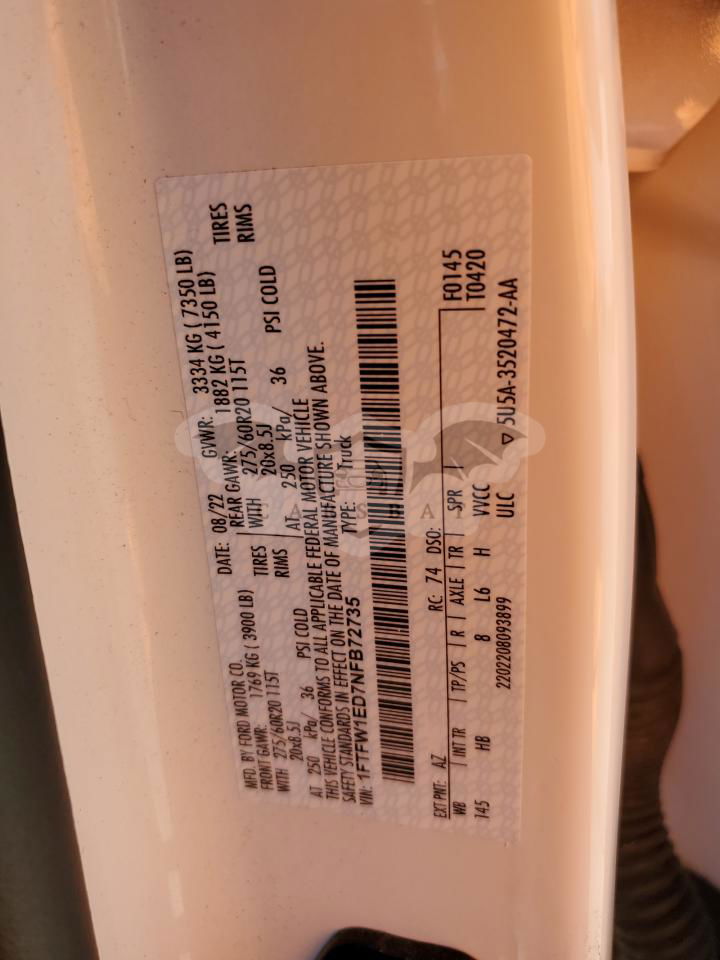 MFD. BY FORD MOTOR CO.
DATE: 08/22
GVWR: 3334 KG ( 7350 LB)
FRONT GAWR: 1769 KG ( 3900 LB)
REAR GAWR: 1882 KG ( 4150 LB)
WITH 275/60R20 115T TIRES
WITH 275/60R20 115T TIRES
20x8.5J RIMS
20x8.5J RIMS
AT 250 kPa/ 36 PSI COLD
AT 250 kPa/ 36 PSI COLD
THIS VEHICLE CONFORMS TO ALL APPLICABLE FEDERAL MOTOR VEHICLE
SAFETY STANDARDS IN EFFECT ON THE DATE OF MANUFACTURE SHOWN ABOVE.
VIN: 1FTFW1ED7NFB72735
TYPE: Truck
EXT PNT: AZ RC: 74 DSO: F0145
WB INT TR TP/PS R AXLE TR SPR T0420
145 HB 8 L6 H VVCC
2202208093899 ULC ▽ 5U5A-3520472-AA